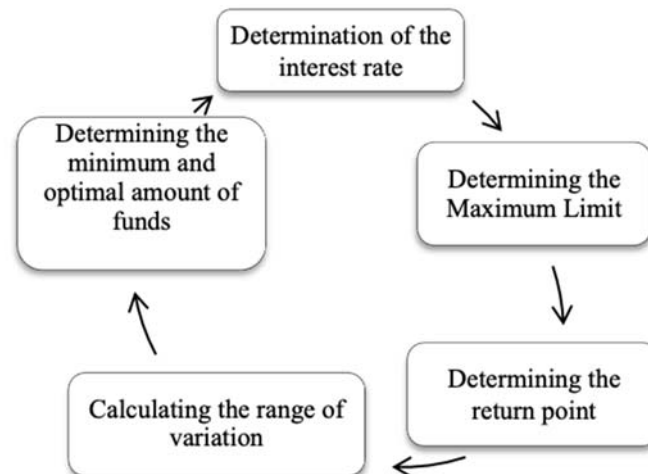 Determination of the
interest rate
Determining the
Maximum Limit
Determining the
return point
Calculating the range of
variation
Determining the
minimum and
optimal amount of
funds